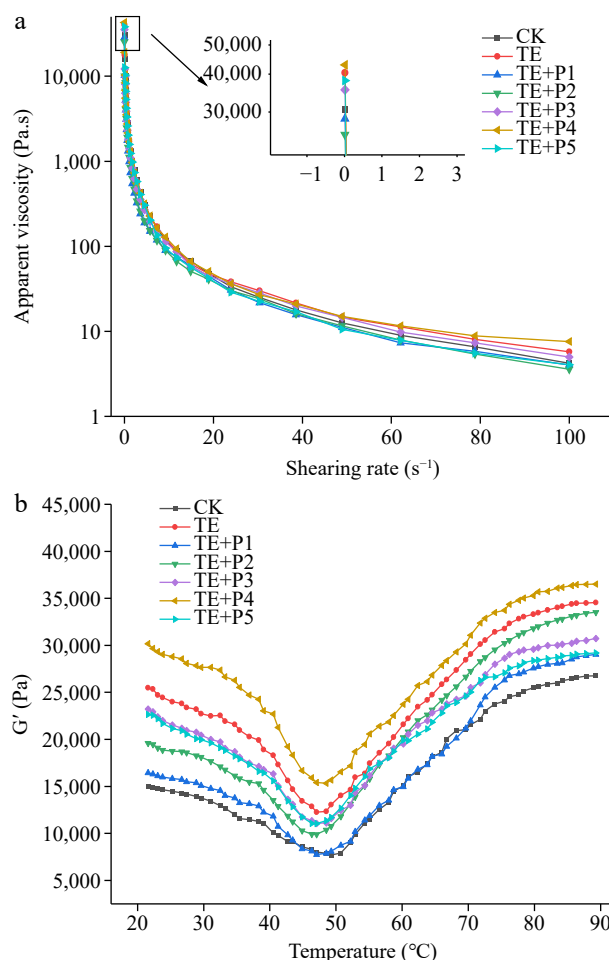 a
Apparent viscosity (Pa.s)
10,000
1,000
100
10
1
0
20
40
60
80
100
Shearing rate (s⁻¹)
50,000
40,000
30,000
−1
0
1
2
3
CK
TE
TE+P1
TE+P2
TE+P3
TE+P4
TE+P5
b
G′ (Pa)
45,000
40,000
35,000
30,000
25,000
20,000
15,000
10,000
5,000
CK
TE
TE+P1
TE+P2
TE+P3
TE+P4
TE+P5
20
30
40
50
60
70
80
90
Temperature (°C)